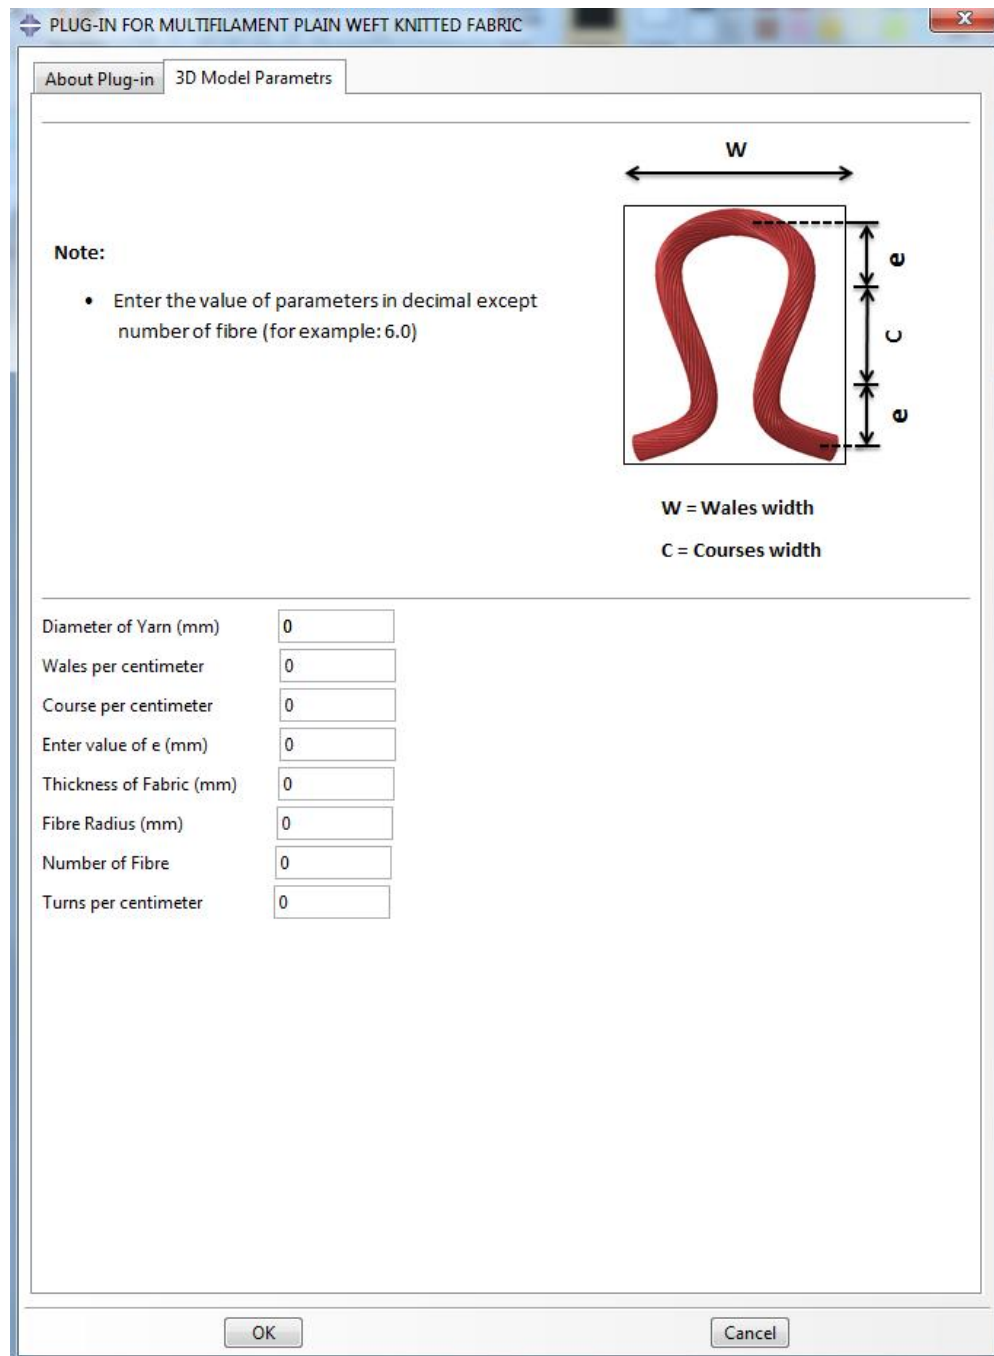 PLUG-IN FOR MULTIFILAMENT PLAIN WEFT KNITTED FABRIC
About Plug-in
3D Model Parametrs
W
Note:
• Enter the value of parameters in decimal except
number of fibre (for example: 6.0)
e
C
e
W = Wales width
C = Courses width
Diameter of Yarn (mm) 0
Wales per centimeter 0
Course per centimeter 0
Enter value of e (mm) 0
Thickness of Fabric (mm) 0
Fibre Radius (mm) 0
Number of Fibre 0
Turns per centimeter 0
OK
Cancel